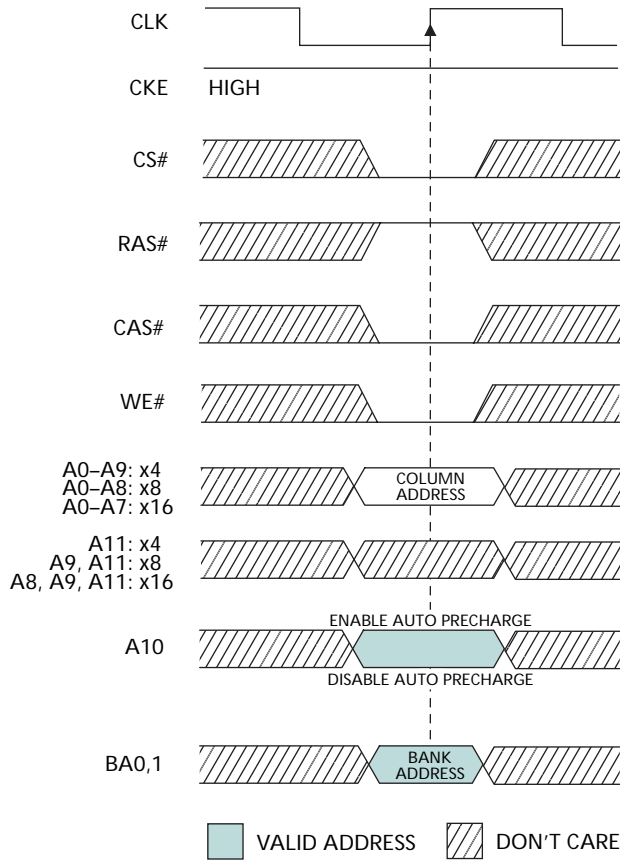 CLK
CKE HIGH
CS#
RAS#
CAS#
WE#
A0–A9: x4
A0–A8: x8
A0–A7: x16
COLUMN
ADDRESS
A11: x4
A9, A11: x8
A8, A9, A11: x16
ENABLE AUTO PRECHARGE
A10
DISABLE AUTO PRECHARGE
BA0,1
BANK
ADDRESS
VALID ADDRESS
DON'T CARE